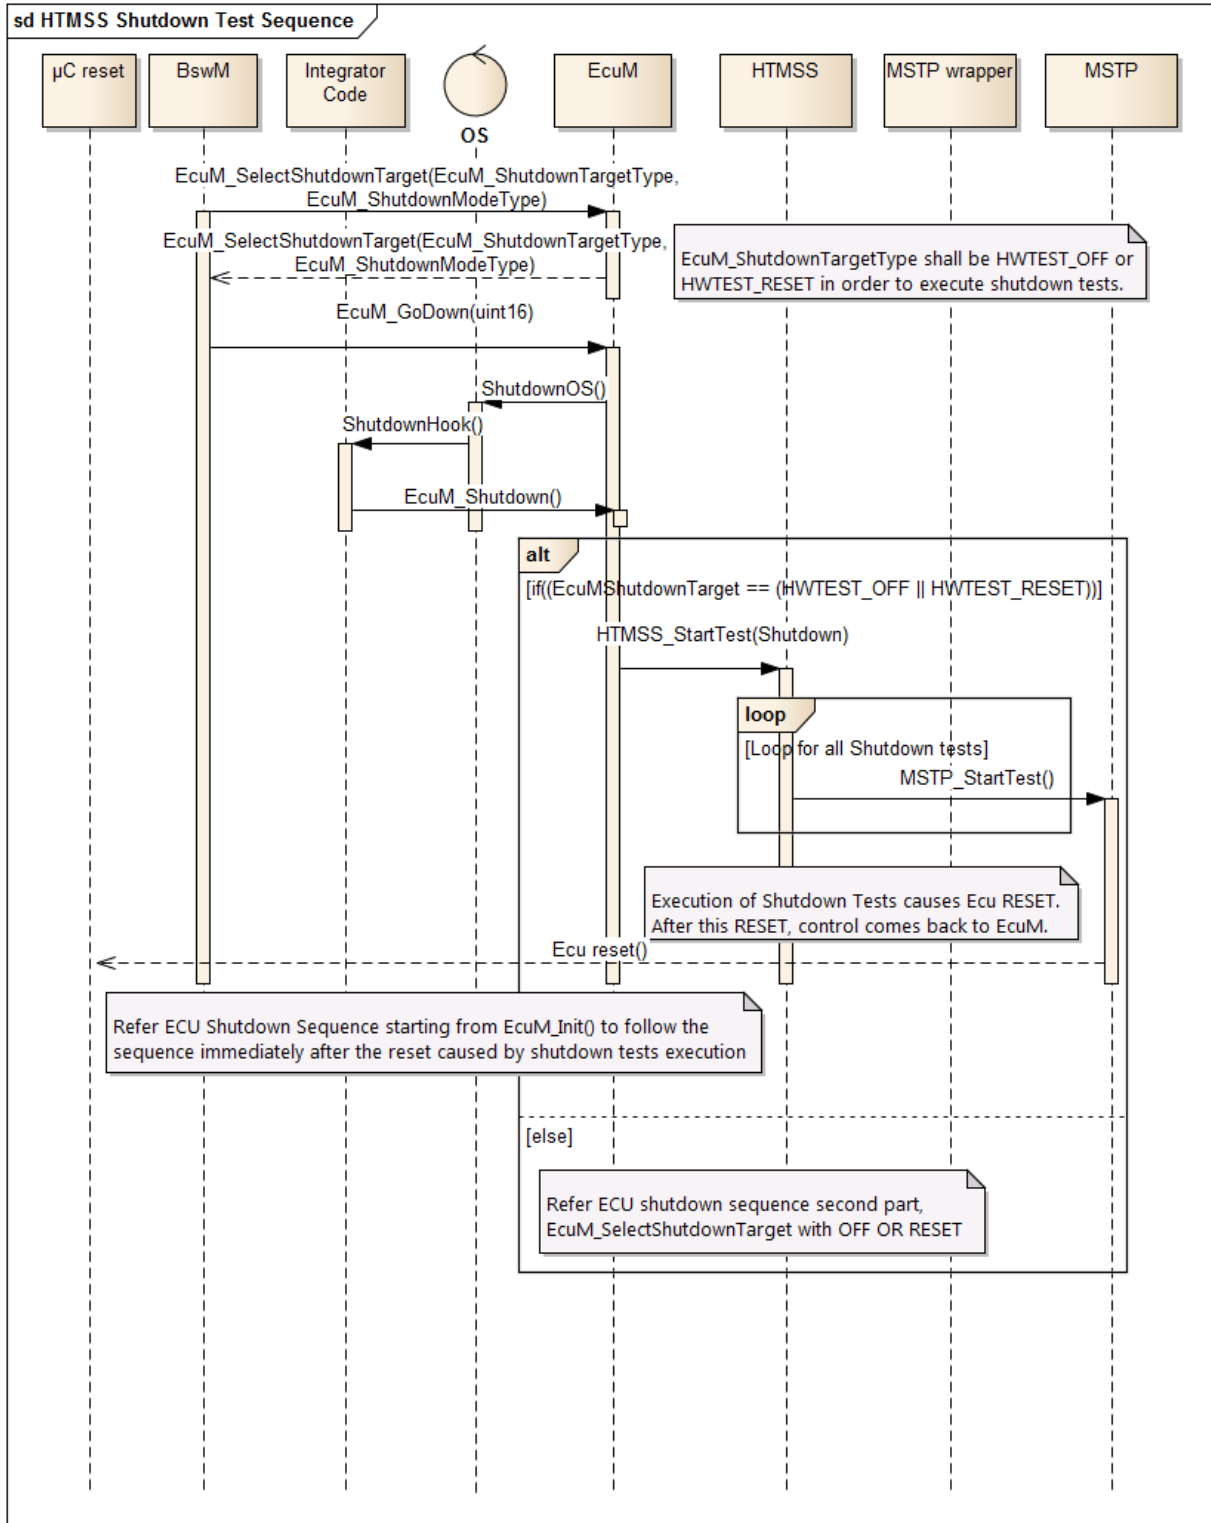 sd HTMSS Shutdown Test Sequence
µC reset
BswM
Integrator
Code
OS
EcuM
HTMSS
MSTP wrapper
MSTP
EcuM_SelectShutdownTarget(EcuM_ShutdownTargetType,
EcuM_ShutdownModeType)
EcuM_SelectShutdownTarget(EcuM_ShutdownTargetType,
EcuM_ShutdownModeType)
EcuM_ShutdownTargetType shall be HWTEST_OFF or
HWTEST_RESET in order to execute shutdown tests.
EcuM_GoDown(uint16)
ShutdownOS()
ShutdownHook()
EcuM_Shutdown()
alt
[if((EcuMShutdownTarget == (HWTEST_OFF || HWTEST_RESET))]
HTMSS_StartTest(Shutdown)
loop
[Loop for all Shutdown tests]
MSTP_StartTest()
Execution of Shutdown Tests causes Ecu RESET.
After this RESET, control comes back to EcuM.
Ecu reset()
Refer ECU Shutdown Sequence starting from EcuM_Init() to follow the
sequence immediately after the reset caused by shutdown tests execution
[else]
Refer ECU shutdown sequence second part,
EcuM_SelectShutdownTarget with OFF OR RESET